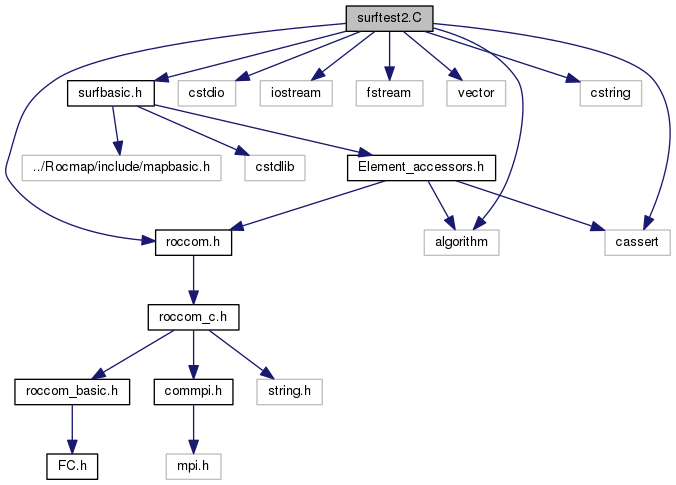 surftest2.C
surfbasic.h
cstdio
iostream
fstream
vector
cstring
../Rocmap/include/mapbasic.h
cstdlib
Element_accessors.h
roccom.h
algorithm
cassert
roccom_c.h
roccom_basic.h
commpi.h
string.h
FC.h
mpi.h